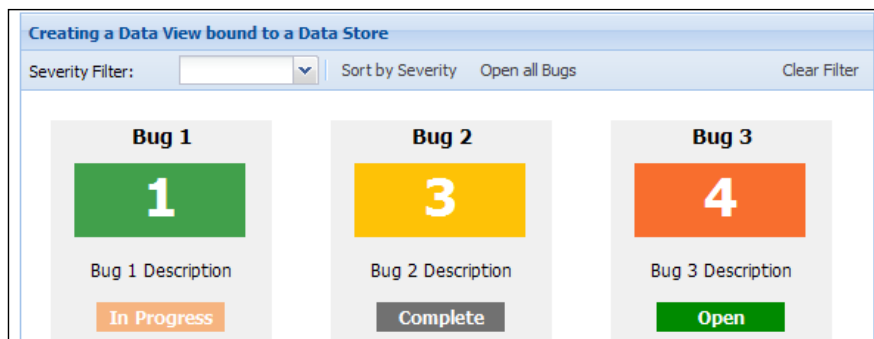 Creating a Data View bound to a Data Store
Severity Filter: Sort by Severity Open all Bugs Clear Filter
Bug 1 Bug 2 Bug 3
1 3 4
Bug 1 Description Bug 2 Description Bug 3 Description
In Progress Complete Open